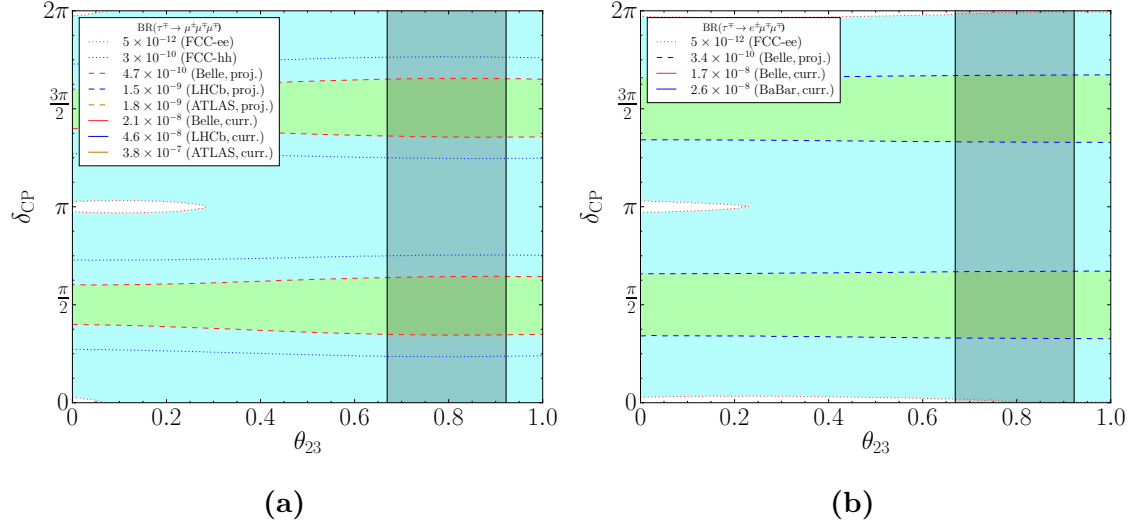 2π
3π/2
π
π/2
0
δCP
BR(τ∓ → μ±μ∓μ∓)
5 × 10−12 (FCC-ee)
3 × 10−10 (FCC-hh)
4.7 × 10−10 (Belle, proj.)
1.5 × 10−9 (LHCb, proj.)
1.8 × 10−9 (ATLAS, proj.)
2.1 × 10−8 (Belle, curr.)
4.6 × 10−8 (LHCb, curr.)
3.8 × 10−7 (ATLAS, curr.)
0 0.2 0.4 0.6 0.8 1.0
θ23
(a)
2π
3π/2
π
π/2
0
δCP
BR(τ∓ → e±μ∓μ∓)
5 × 10−12 (FCC-ee)
3.4 × 10−10 (Belle, proj.)
1.7 × 10−8 (Belle, curr.)
2.6 × 10−8 (BaBar, curr.)
0 0.2 0.4 0.6 0.8 1.0
θ23
(b)